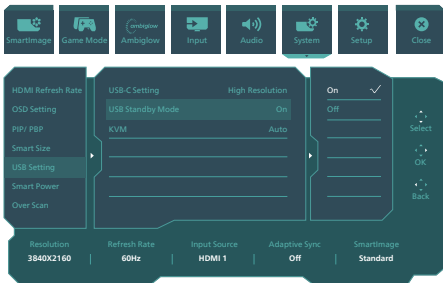 SmartImage Game Mode Ambiglow Input Audio System Setup Close
ambiglow
HDMI Refresh Rate
OSD Setting
PIP/ PBP
Smart Size
USB Setting
Smart Power
Over Scan
USB-C Setting High Resolution
USB Standby Mode On
KVM Auto
On
Off
Select
OK
Back
Resolution Refresh Rate Input Source Adaptive Sync SmartImage
3840X2160 60Hz HDMI 1 Off Standard